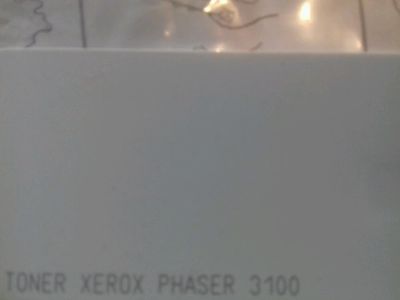 TONER XEROX PHASER 3100